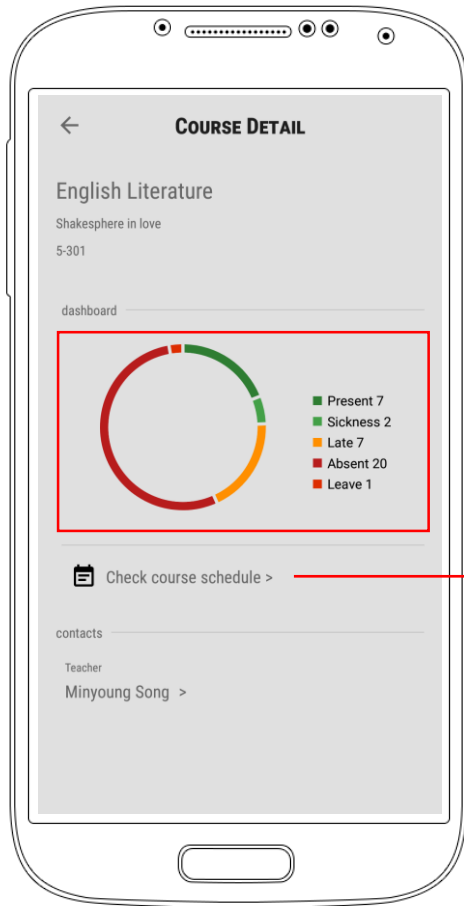 COURSE DETAIL
English Literature
Shakesphere in love
5-301
dashboard
Present 7
Sickness 2
Late 7
Absent 20
Leave 1
Check course schedule >
contacts
Teacher
Minyoung Song >